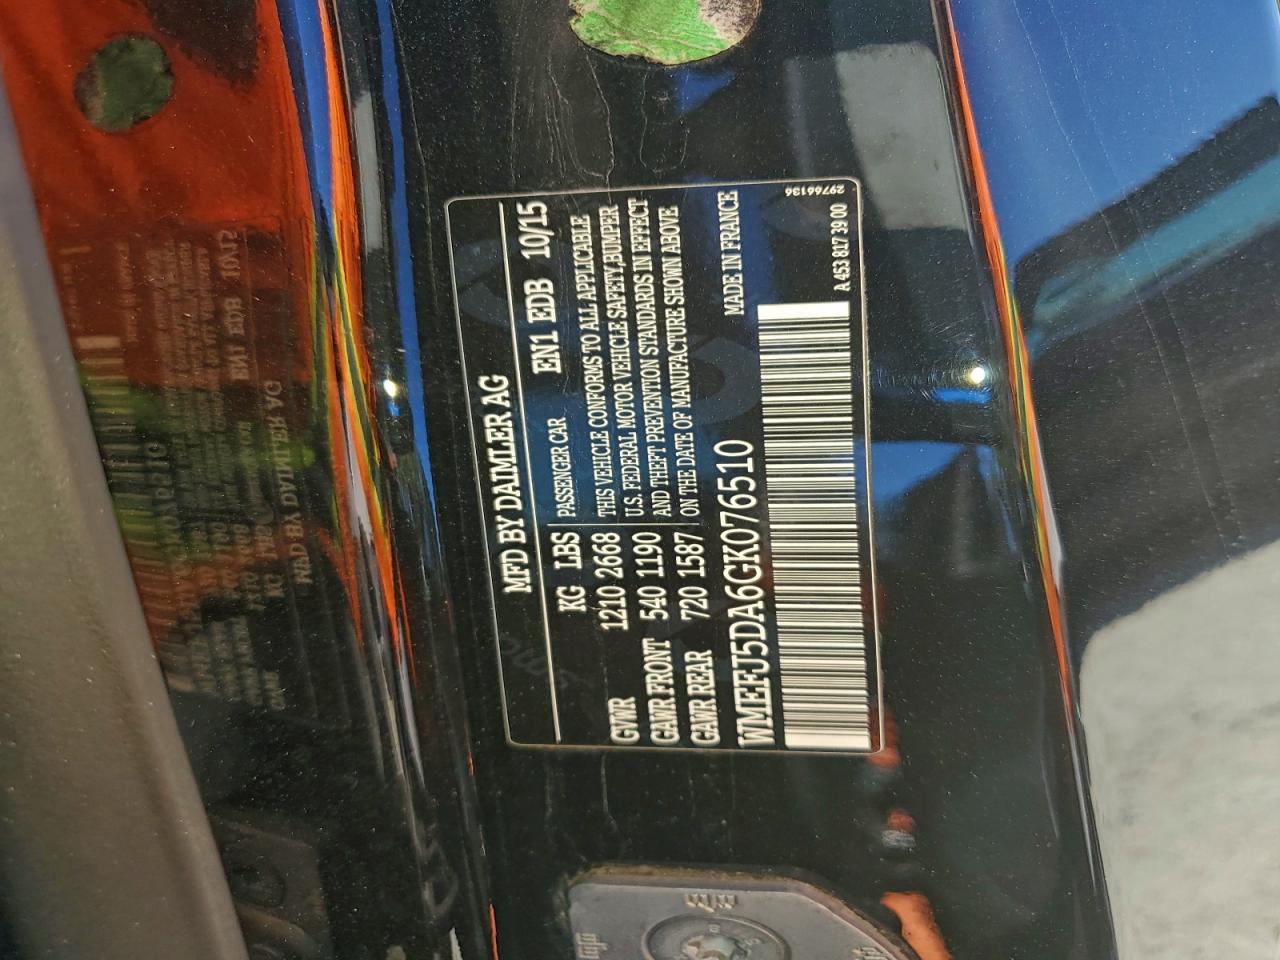 MFD BY DAIMLER AG
KG LBS EN1 EDB 10/15
GVWR 1210 2668
GAWR FRONT 540 1190
GAWR REAR 720 1587
PASSENGER CAR
THIS VEHICLE CONFORMS TO ALL APPLICABLE
U.S. FEDERAL MOTOR VEHICLE SAFETY,BUMPER
AND THEFT PREVENTION STANDARDS IN EFFECT
ON THE DATE OF MANUFACTURE SHOWN ABOVE
WMEFJ5DA6GK076510 MADE IN FRANCE
A 453 817 39 00
29766136